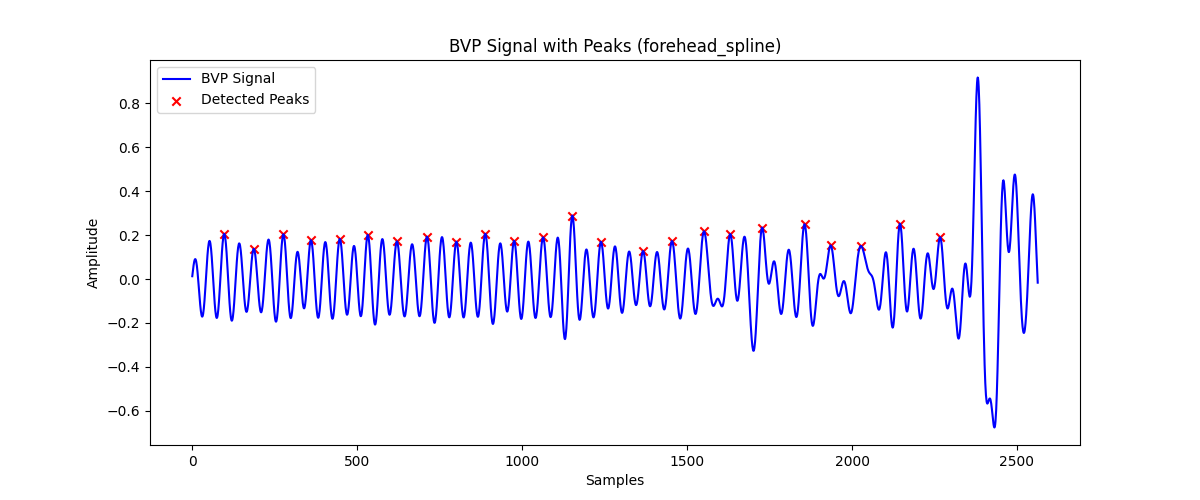 BVP Signal with Peaks (forehead_spline)
BVP Signal
Detected Peaks
Amplitude
0.8
0.6
0.4
0.2
0.0
−0.2
−0.4
−0.6
0 500 1000 1500 2000 2500
Samples